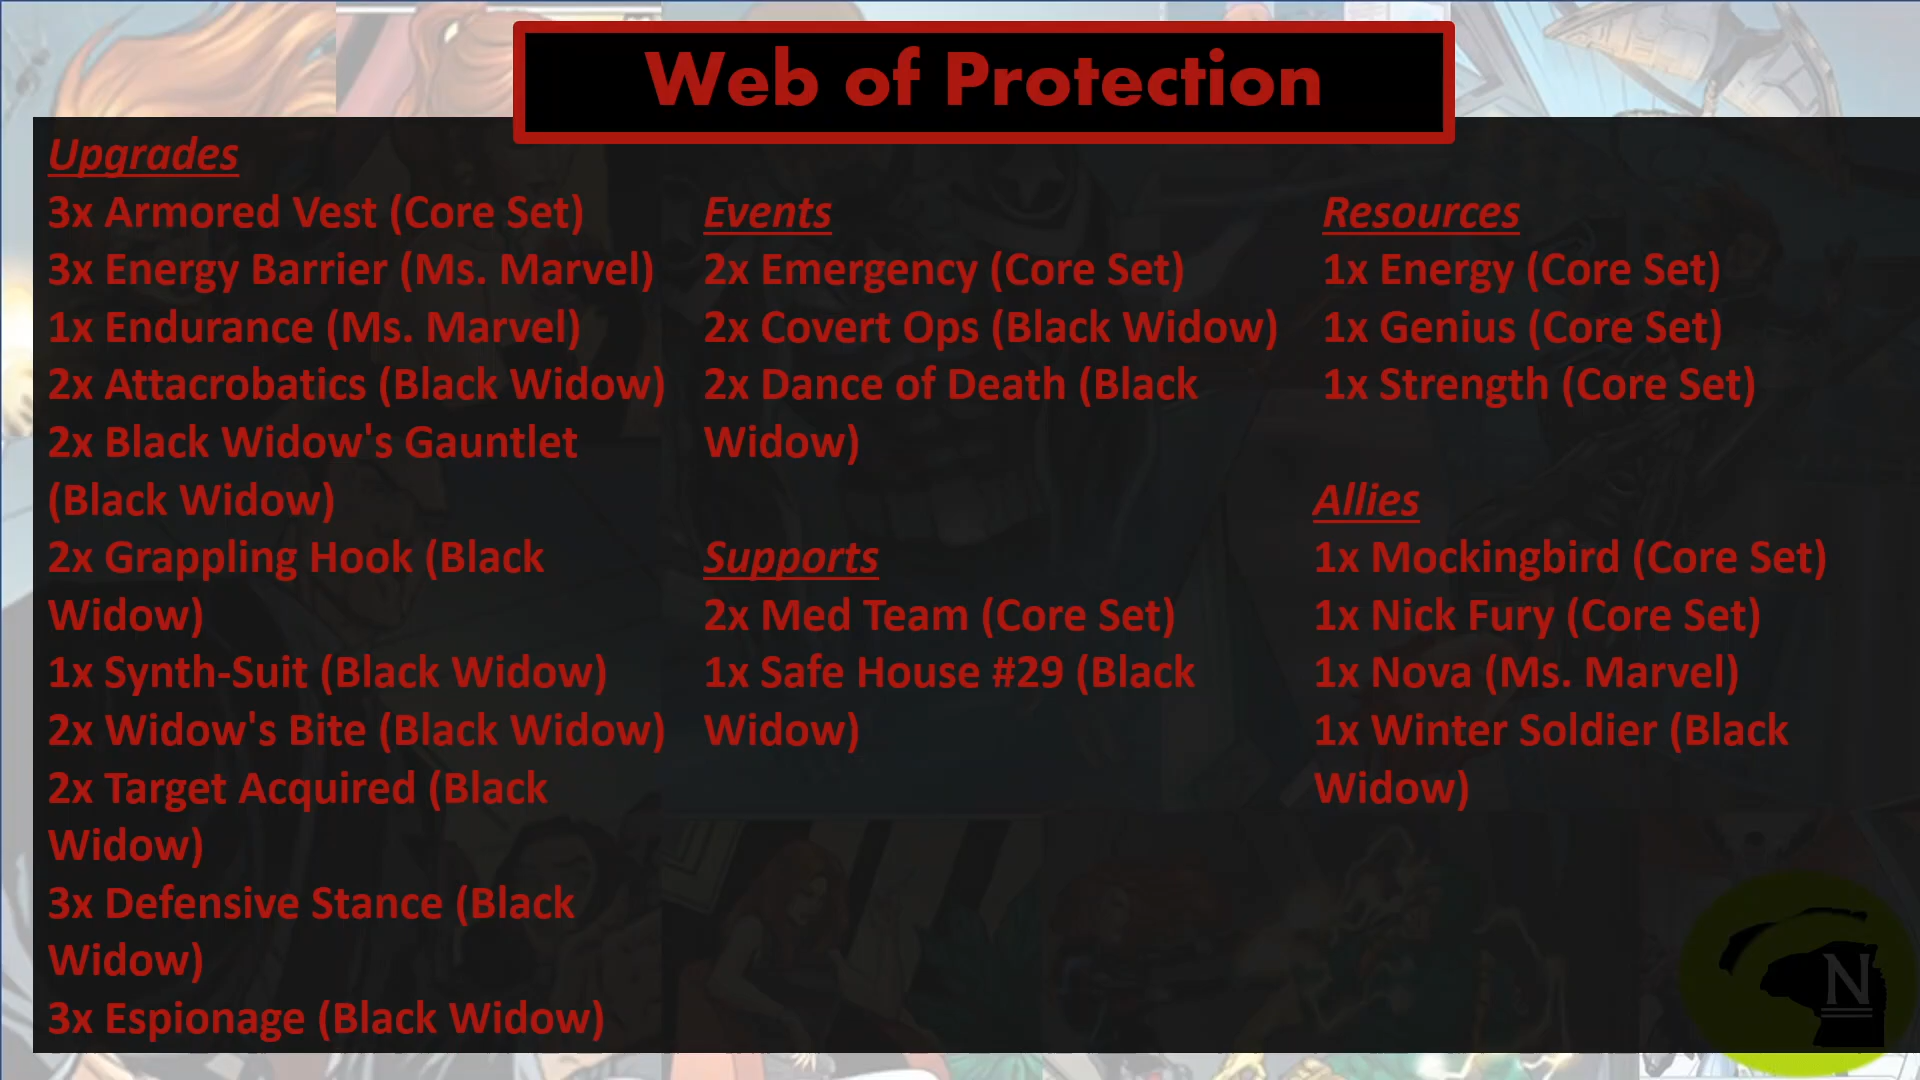 Web of Protection
Upgrades
3x Armored Vest (Core Set)
3x Energy Barrier (Ms. Marvel)
1x Endurance (Ms. Marvel)
2x Attacrobatics (Black Widow)
2x Black Widow's Gauntlet
(Black Widow)
2x Grappling Hook (Black
Widow)
1x Synth-Suit (Black Widow)
2x Widow's Bite (Black Widow)
2x Target Acquired (Black
Widow)
3x Defensive Stance (Black
Widow)
3x Espionage (Black Widow)
Events
2x Emergency (Core Set)
2x Covert Ops (Black Widow)
2x Dance of Death (Black
Widow)
Supports
2x Med Team (Core Set)
1x Safe House #29 (Black
Widow)
Resources
1x Energy (Core Set)
1x Genius (Core Set)
1x Strength (Core Set)
Allies
1x Mockingbird (Core Set)
1x Nick Fury (Core Set)
1x Nova (Ms. Marvel)
1x Winter Soldier (Black
Widow)
N